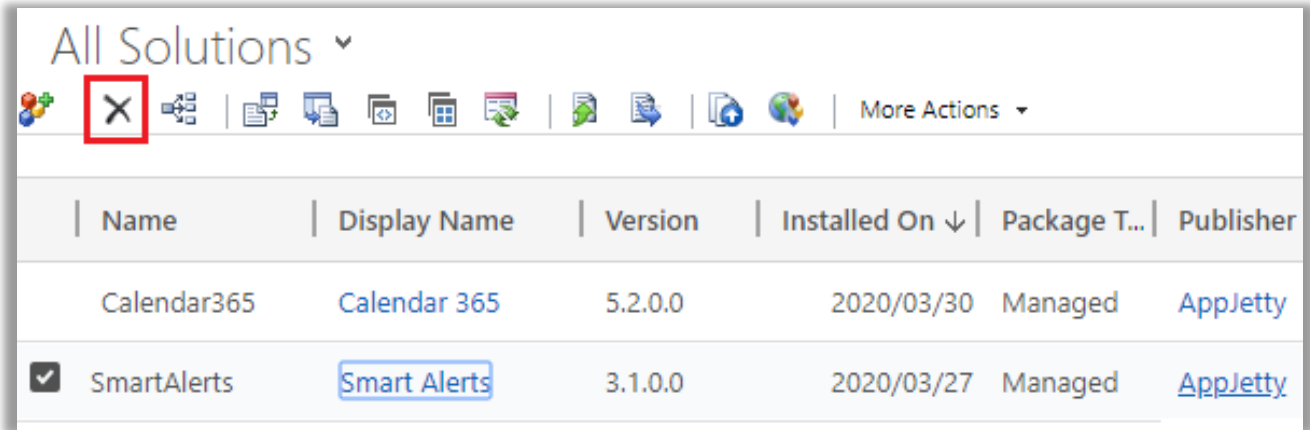 All Solutions
More Actions
Name Display Name Version Installed On Package T... Publisher
Calendar365 Calendar 365 5.2.0.0 2020/03/30 Managed AppJetty
SmartAlerts Smart Alerts 3.1.0.0 2020/03/27 Managed AppJetty